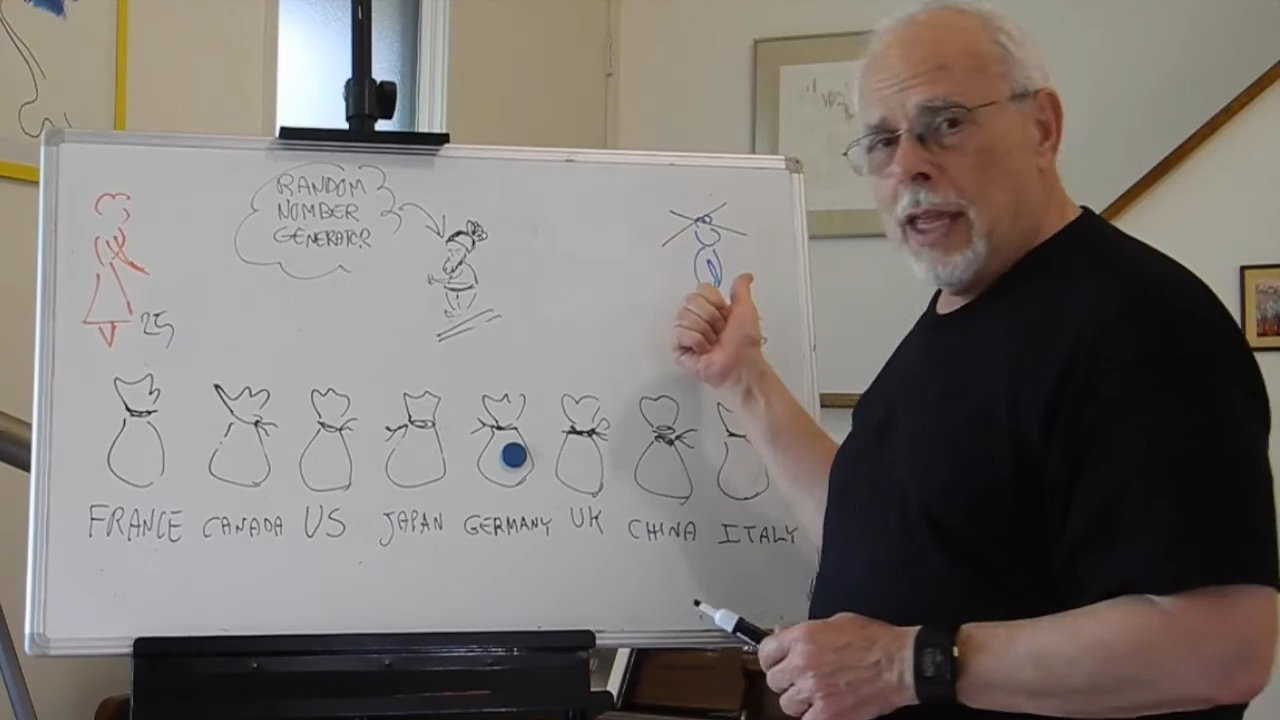 RANDOM
NUMBER
GENERATOR
25
FRANCE CANADA US JAPAN GERMANY UK CHINA ITALY